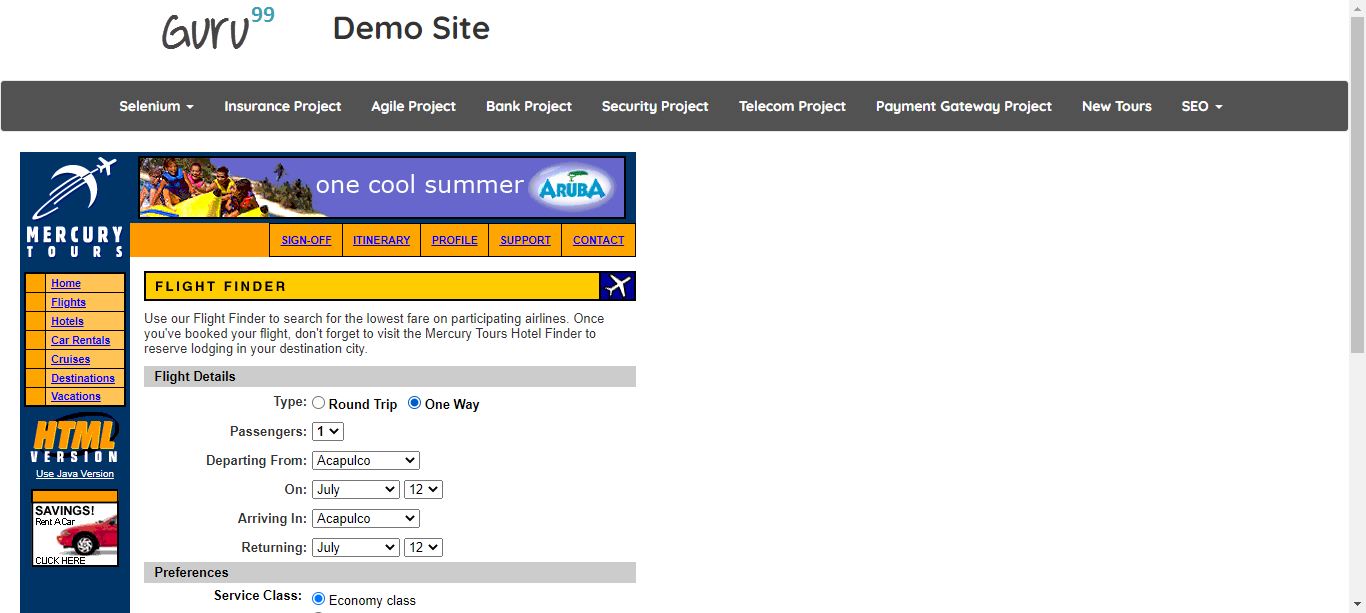 Guru99 Demo Site
Selenium Insurance Project Agile Project Bank Project Security Project Telecom Project Payment Gateway Project New Tours SEO
one cool summer ARUBA
MERCURY
TOURS
SIGN-OFF ITINERARY PROFILE SUPPORT CONTACT
Home
Flights
Hotels
Car Rentals
Cruises
Destinations
Vacations
HTML
VERSION
Use Java Version
SAVINGS!
Rent A Car
CLICK HERE
FLIGHT FINDER
Use our Flight Finder to search for the lowest fare on participating airlines. Once
you've booked your flight, don't forget to visit the Mercury Tours Hotel Finder to
reserve lodging in your destination city.
Flight Details
Type: Round Trip One Way
Passengers: 1
Departing From: Acapulco
On: July 12
Arriving In: Acapulco
Returning: July 12
Preferences
Service Class: Economy class